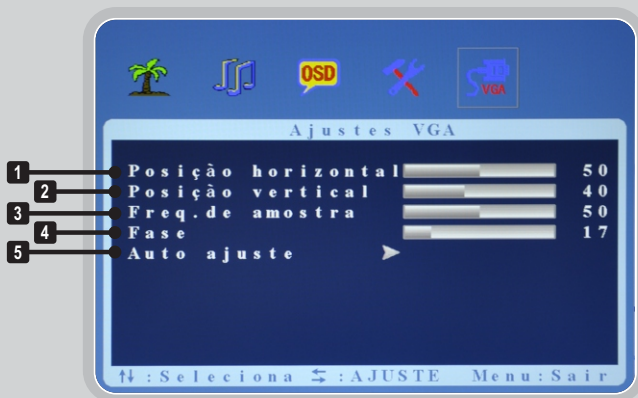 OSD
VGA
Ajustes VGA
1 Posição horizontal 50
2 Posição vertical 40
3 Freq.de amostra 50
4 Fase 17
5 Auto ajuste
:Seleciona :AJUSTE Menu:Sair